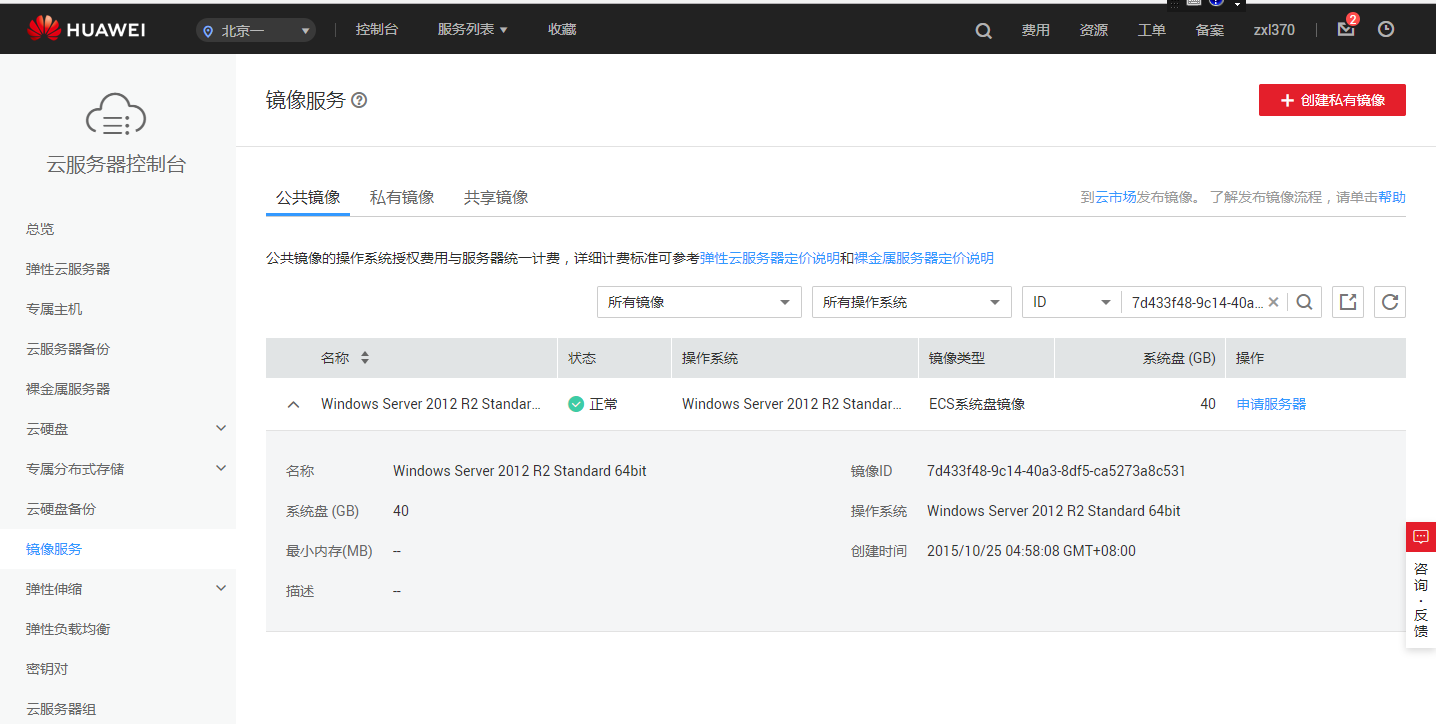 HUAWEI 北京一 控制台 服务列表 收藏 费用 资源 工单 备案 zxl370 2
云服务器控制台
总览
弹性云服务器
专属主机
云服务器备份
裸金属服务器
云硬盘
专属分布式存储
云硬盘备份
镜像服务
弹性伸缩
弹性负载均衡
密钥对
云服务器组
镜像服务 ?
+ 创建私有镜像
公共镜像 私有镜像 共享镜像
到云市场发布镜像。 了解发布镜像流程，请单击帮助
公共镜像的操作系统授权费用与服务器统一计费，详细计费标准可参考弹性云服务器定价说明和裸金属服务器定价说明
所有镜像 所有操作系统 ID 7d433f48-9c14-40a...
名称 状态 操作系统 镜像类型 系统盘 (GB) 操作
Windows Server 2012 R2 Standar... 正常 Windows Server 2012 R2 Standar... ECS系统盘镜像 40 申请服务器
名称 Windows Server 2012 R2 Standard 64bit 镜像ID 7d433f48-9c14-40a3-8df5-ca5273a8c531
系统盘 (GB) 40 操作系统 Windows Server 2012 R2 Standard 64bit
最小内存(MB) -- 创建时间 2015/10/25 04:58:08 GMT+08:00
描述 --
咨询·反馈